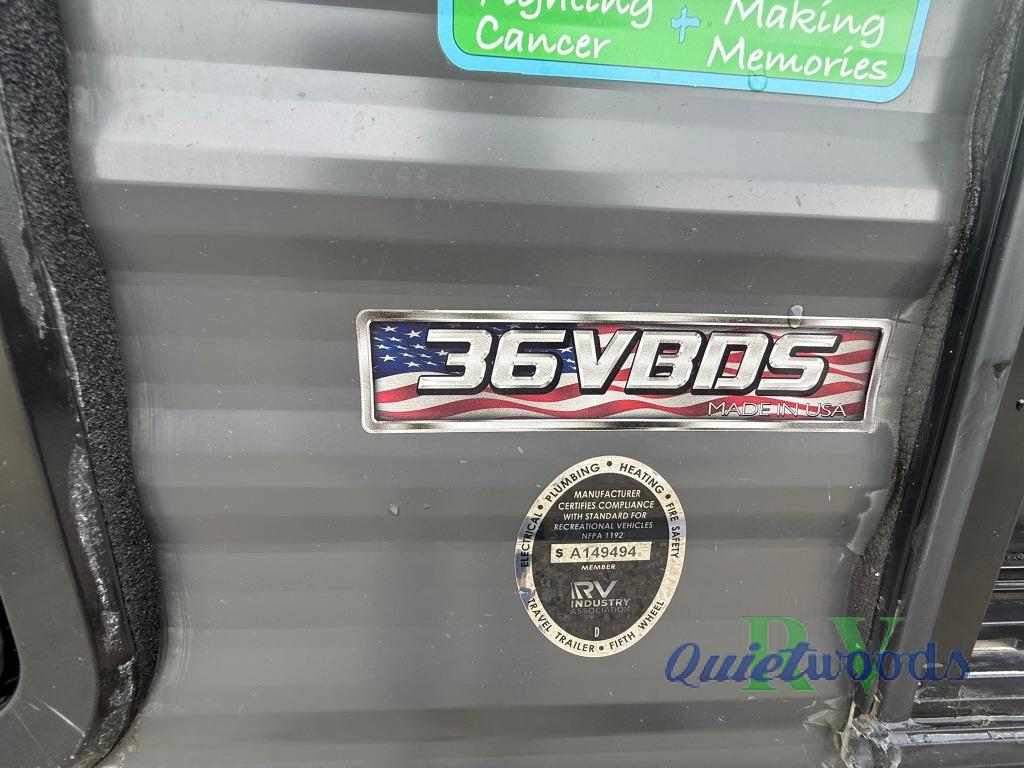 Fighting
Cancer
+
Making
Memories
36VBDS
MADE IN USA
ELECTRICAL • PLUMBING • HEATING • FIRE SAFETY
MANUFACTURER
CERTIFIES COMPLIANCE
WITH STANDARD FOR
RECREATIONAL VEHICLES
NFPA 1192
S A149494
MEMBER
RV
INDUSTRY
ASSOCIATION
D
TRAVEL TRAILER • FIFTH WHEEL
Quietwoods RV